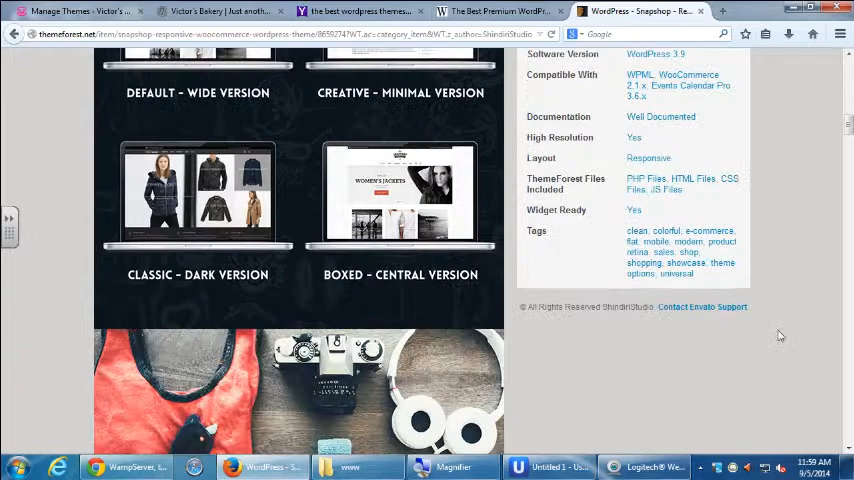 Manage Themes ‹ Victor's ...
Victor's Bakery | Just anoth...
the best wordpress themes...
The Best Premium WordPr...
WordPress - Snapshop - Re...
themeforest.net/item/snapshop-responsive-woocommerce-wordpress-theme/8659274?WT.ac=category_item&WT.z_author=ShindiriStudio
Google
DEFAULT - WIDE VERSION
CREATIVE - MINIMAL VERSION
WOMEN'S JACKETS
CLASSIC - DARK VERSION
BOXED - CENTRAL VERSION
Software Version WordPress 3.9
Compatible With WPML, WooCommerce
2.1.x, Events Calendar Pro
3.6.x
Documentation Well Documented
High Resolution Yes
Layout Responsive
ThemeForest Files PHP Files, HTML Files, CSS
Included Files, JS Files
Widget Ready Yes
Tags clean, colorful, e-commerce,
flat, mobile, modern, product
retina, sales, shop,
shopping, showcase, theme
options, universal
© All Rights Reserved ShindiriStudio Contact Envato Support
WampServer, t...
WordPress - S...
www
Magnifier
Untitled 1 - Us...
Logitech® We...
11:59 AM
9/5/2014